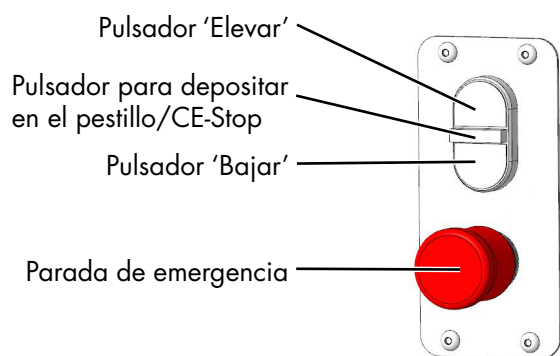 Pulsador ‘Elevar’
Pulsador para depositar
en el pestillo/CE-Stop
Pulsador ‘Bajar’
Parada de emergencia